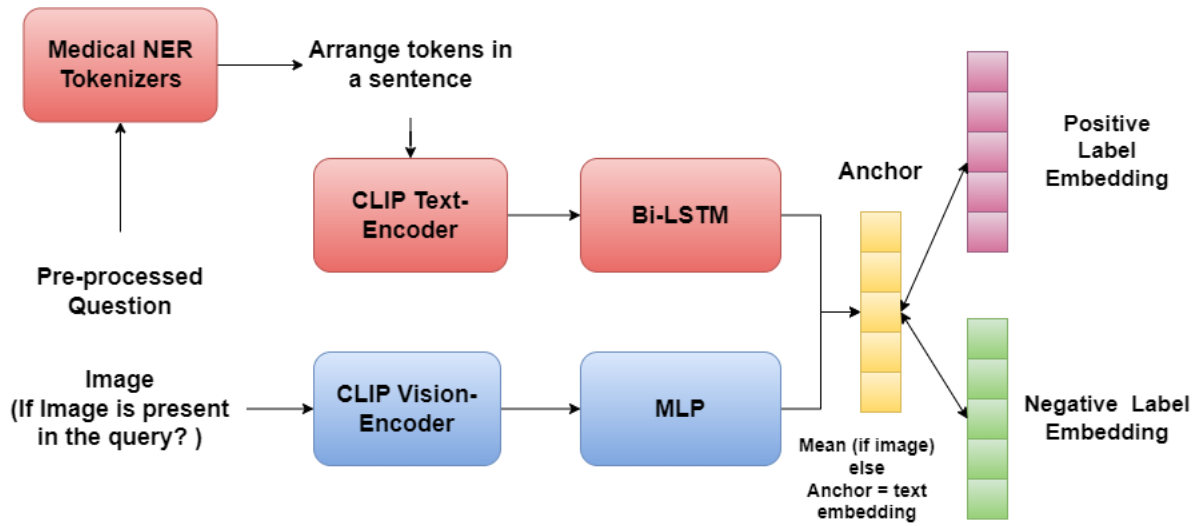 Medical NER
Tokenizers
Arrange tokens in
a sentence
Pre-processed
Question
CLIP Text-
Encoder
Bi-LSTM
Image
(If Image is present
in the query? )
CLIP Vision-
Encoder
MLP
Anchor
Mean (if image)
else
Anchor = text
embedding
Positive
Label
Embedding
Negative Label
Embedding